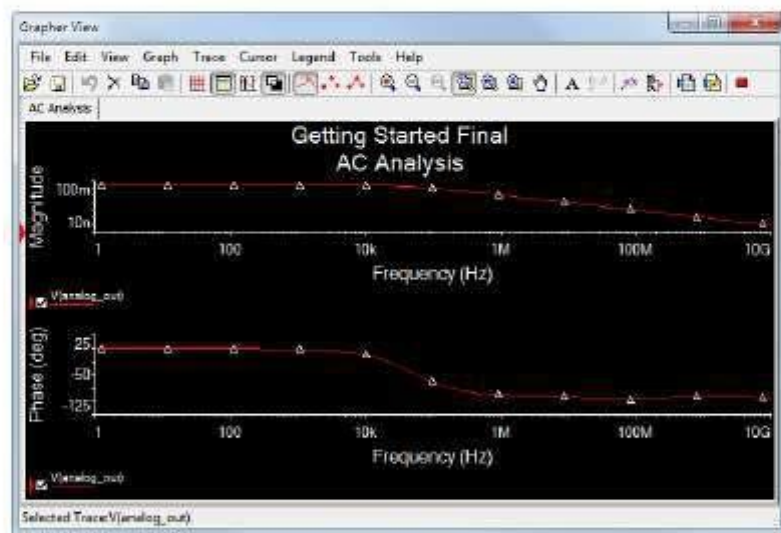 Grapher View
File Edit View Graph Trace Cursor Legend Tools Help
A
AC Analysis
Getting Started Final
AC Analysis
Magnitude
100m
10n
1 100 10k 1M 100M 10G
Frequency (Hz)
V(analog_out)
Phase (deg)
25
-50
-125
1 100 10k 1M 100M 10G
Frequency (Hz)
V(analog_out)
Selected Trace:V(analog_out)